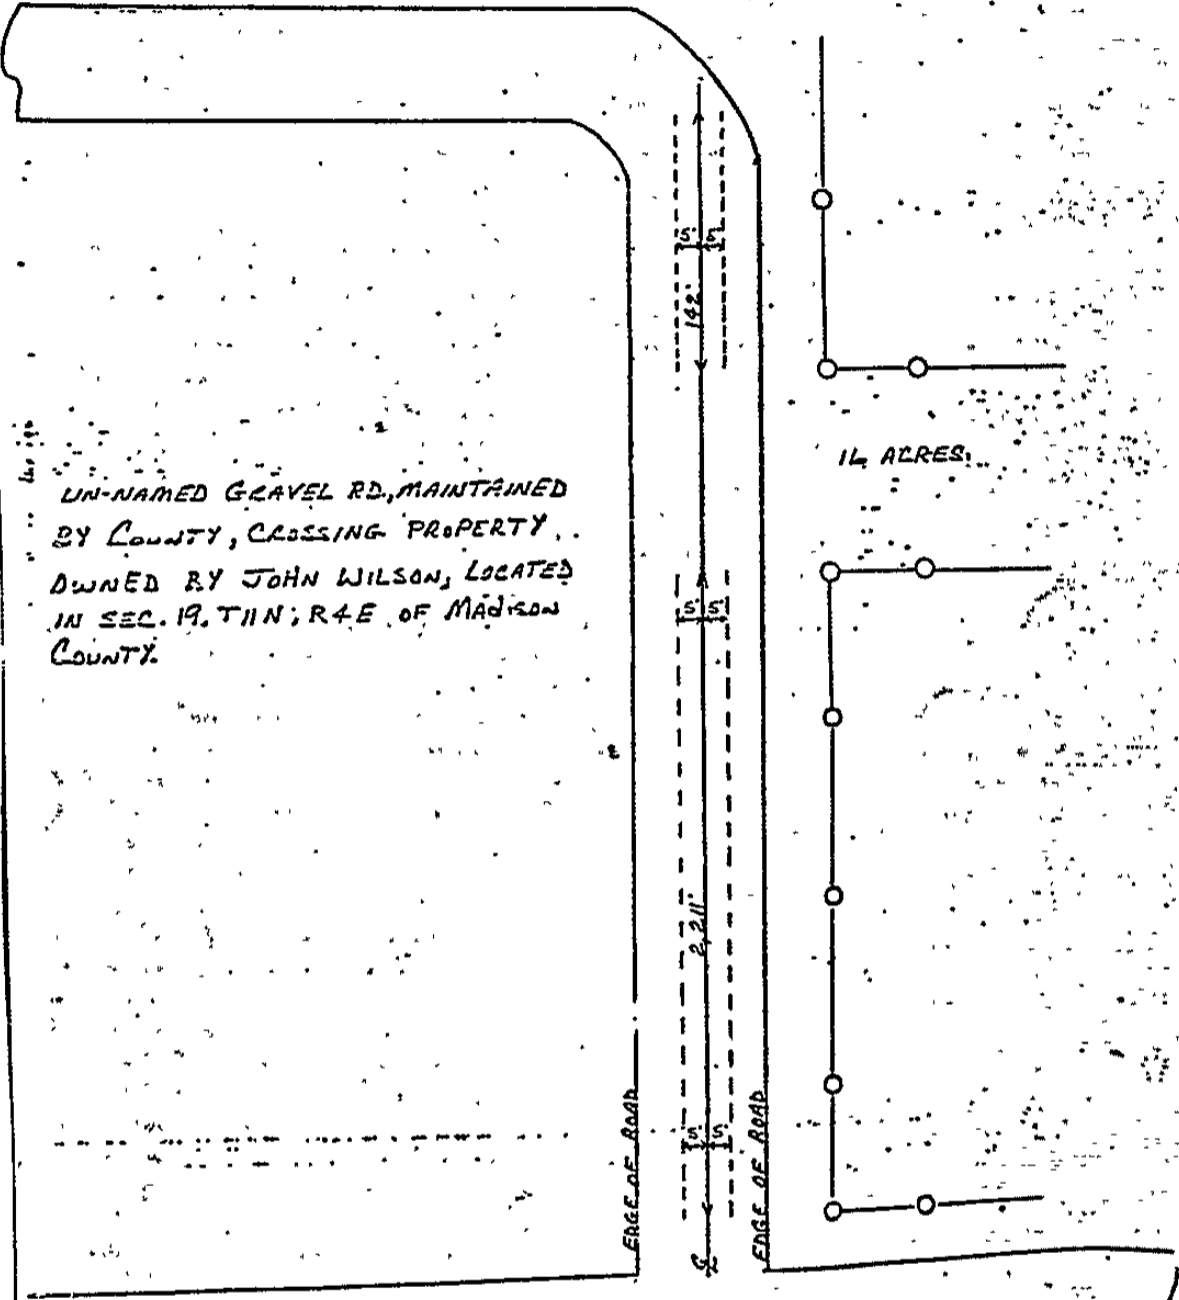 5' 5'
142'
16 ACRES.
UN-NAMED GRAVEL RD., MAINTAINED
BY COUNTY, CROSSING PROPERTY
OWNED BY JOHN WILSON, LOCATED
IN SEC. 19. T11N; R4E OF MADISON
COUNTY.
5' 5'
2,211'
5' 5'
EDGE OF ROAD
EDGE OF ROAD